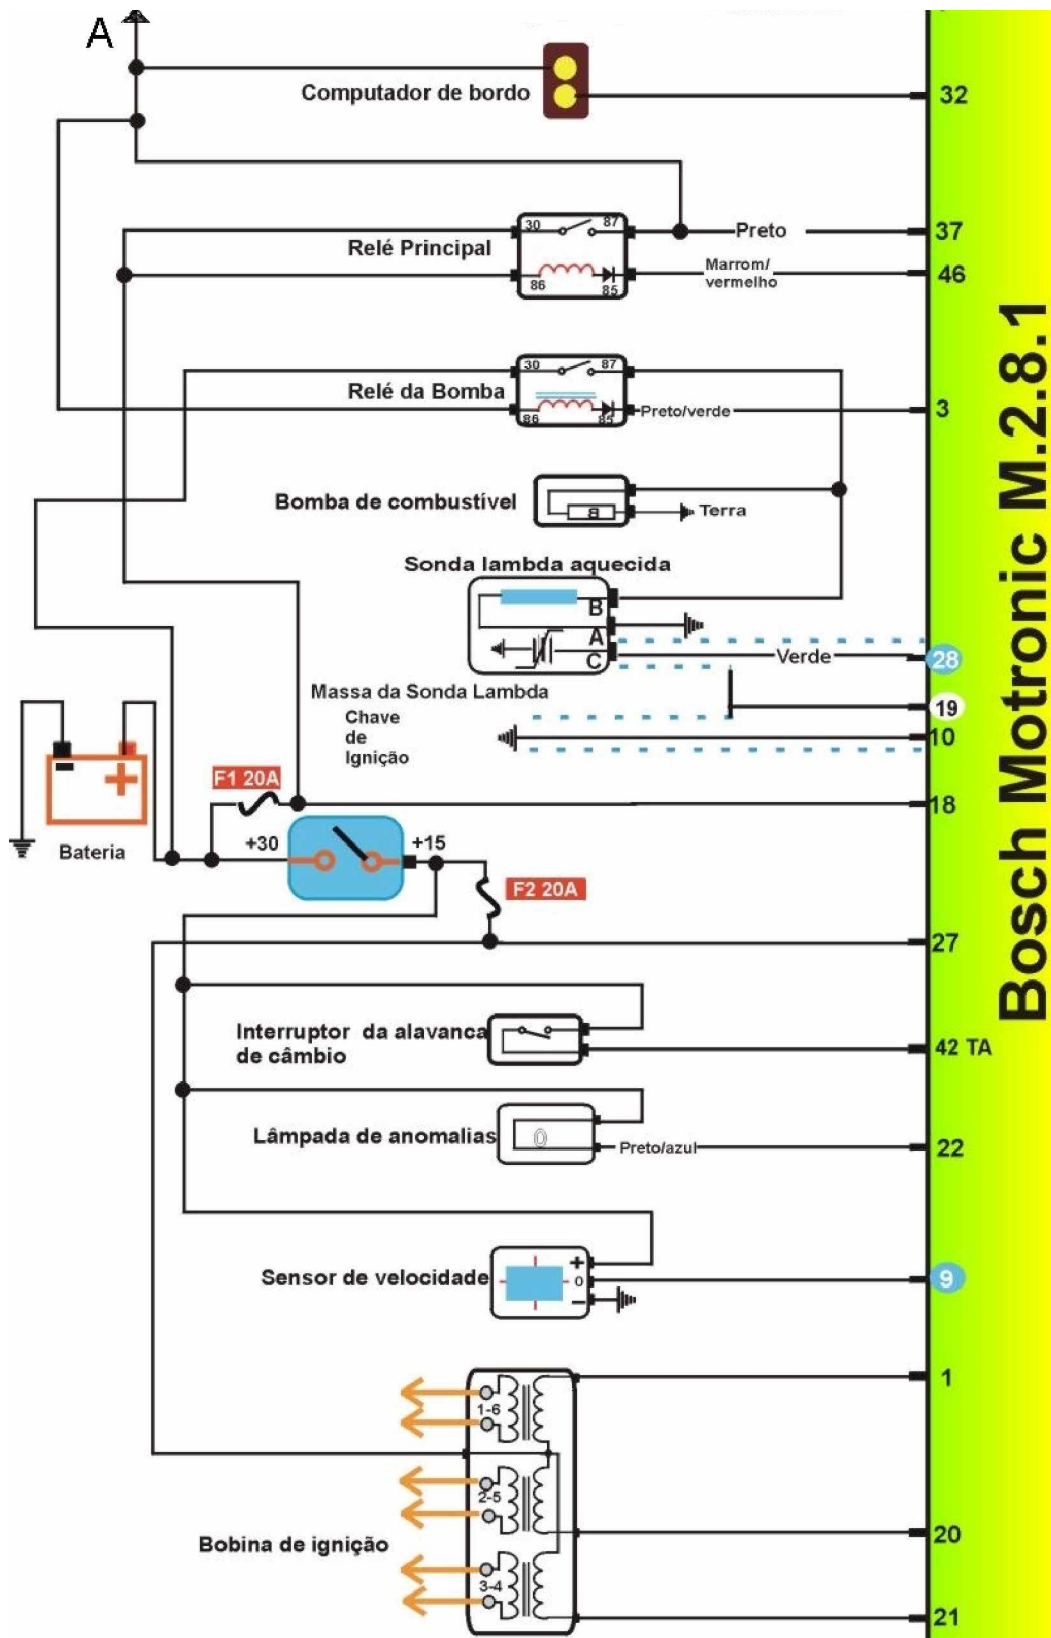 A
Computador de bordo
32
30
87
Preto
37
Relé Principal
Marrom/
vermelho
46
86
85
30
87
Relé da Bomba
86
85
Preto/verde
3
Bomba de combustível
B
Terra
Sonda lambda aquecida
B
A
C
Verde
28
Massa da Sonda Lambda
19
Chave
de
Ignição
10
F1 20A
18
+30
+15
Bateria
F2 20A
27
Interruptor da alavanca
de câmbio
42 TA
Lâmpada de anomalias
0
Preto/azul
22
Sensor de velocidade
+
0
−
9
1
1-6
2-5
20
Bobina de ignição
3-4
21
Bosch Motronic M.2.8.1